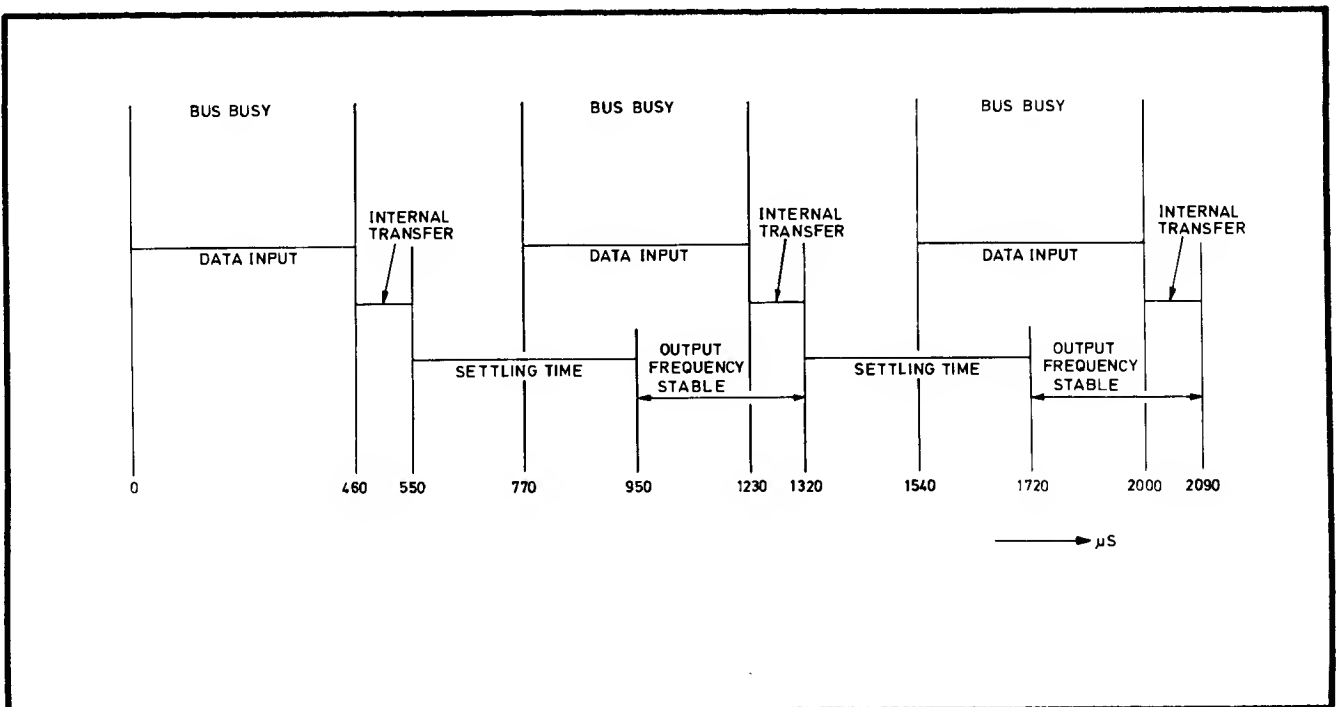 BUS BUSY
BUS BUSY
BUS BUSY
INTERNAL
TRANSFER
INTERNAL
TRANSFER
INTERNAL
TRANSFER
DATA INPUT
DATA INPUT
DATA INPUT
SETTLING TIME
OUTPUT
FREQUENCY
STABLE
SETTLING TIME
OUTPUT
FREQUENCY
STABLE
0 460 550 770 950 1230 1320 1540 1720 2000 2090
µS